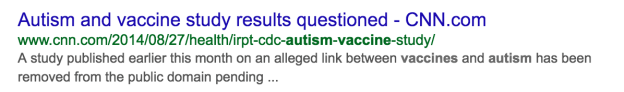 Autism and vaccine study results questioned - CNN.com
www.cnn.com/2014/08/27/health/irpt-cdc-autism-vaccine-study/
A study published earlier this month on an alleged link between vaccines and autism has been
removed from the public domain pending ...